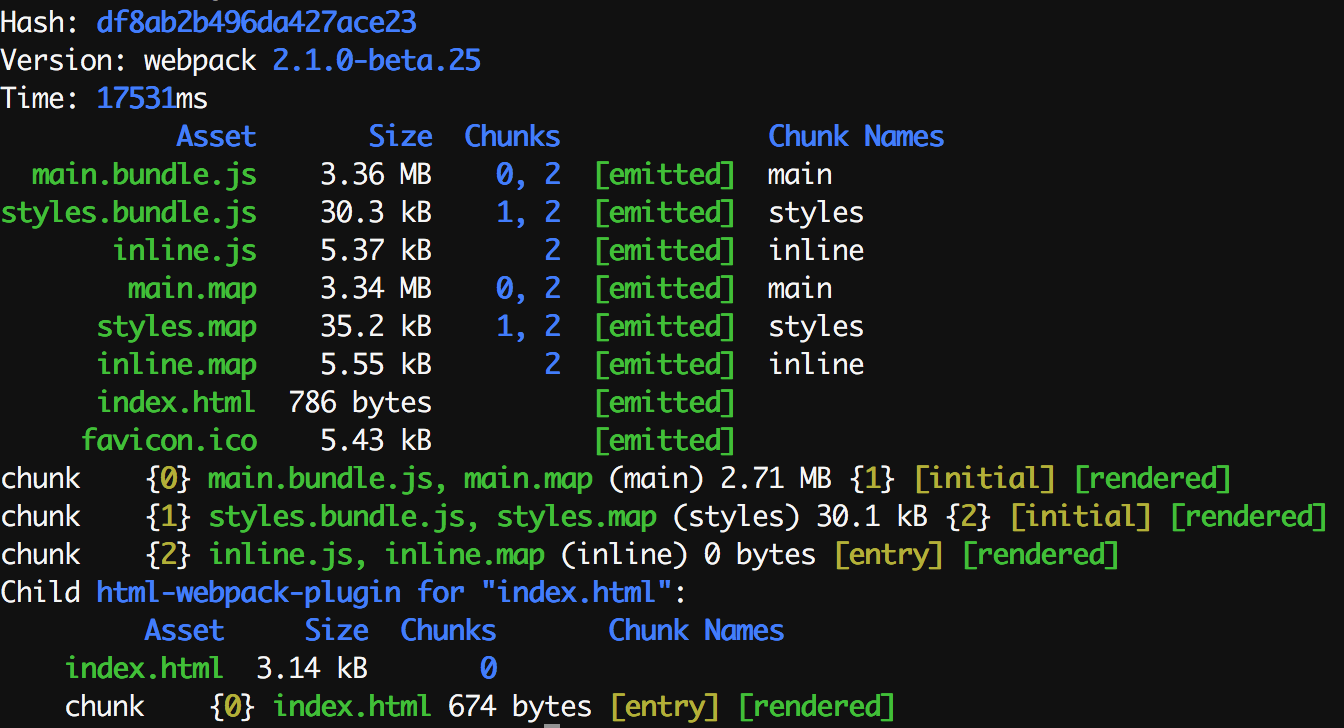 Hash: df8ab2b496da427ace23
Version: webpack 2.1.0-beta.25
Time: 17531ms
Asset Size Chunks Chunk Names
main.bundle.js 3.36 MB 0, 2 [emitted] main
styles.bundle.js 30.3 kB 1, 2 [emitted] styles
inline.js 5.37 kB 2 [emitted] inline
main.map 3.34 MB 0, 2 [emitted] main
styles.map 35.2 kB 1, 2 [emitted] styles
inline.map 5.55 kB 2 [emitted] inline
index.html 786 bytes [emitted]
favicon.ico 5.43 kB [emitted]
chunk {0} main.bundle.js, main.map (main) 2.71 MB {1} [initial] [rendered]
chunk {1} styles.bundle.js, styles.map (styles) 30.1 kB {2} [initial] [rendered]
chunk {2} inline.js, inline.map (inline) 0 bytes [entry] [rendered]
Child html-webpack-plugin for "index.html":
Asset Size Chunks Chunk Names
index.html 3.14 kB 0
chunk {0} index.html 674 bytes [entry] [rendered]